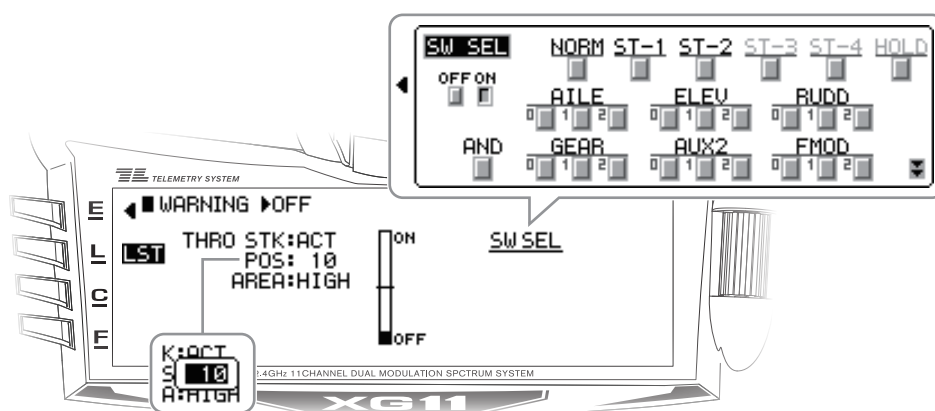 SW SEL NORM ST-1 ST-2 ST-3 ST-4 HOLD
OFF ON
AILE ELEV RUDD
0 1 2 0 1 2 0 1 2
AND GEAR AUX2 FMOD
0 1 2 0 1 2 0 1 2
TELEMETRY SYSTEM
E
L
C
F
WARNING OFF
LST
THRO STK:ACT
POS: 10
AREA:HIGH
ON
OFF
SW SEL
K:ACT
S 10
A:HIGH
.4GHz 11CHANNEL DUAL MODULATION SPCTRUM SYSTEM
XG11